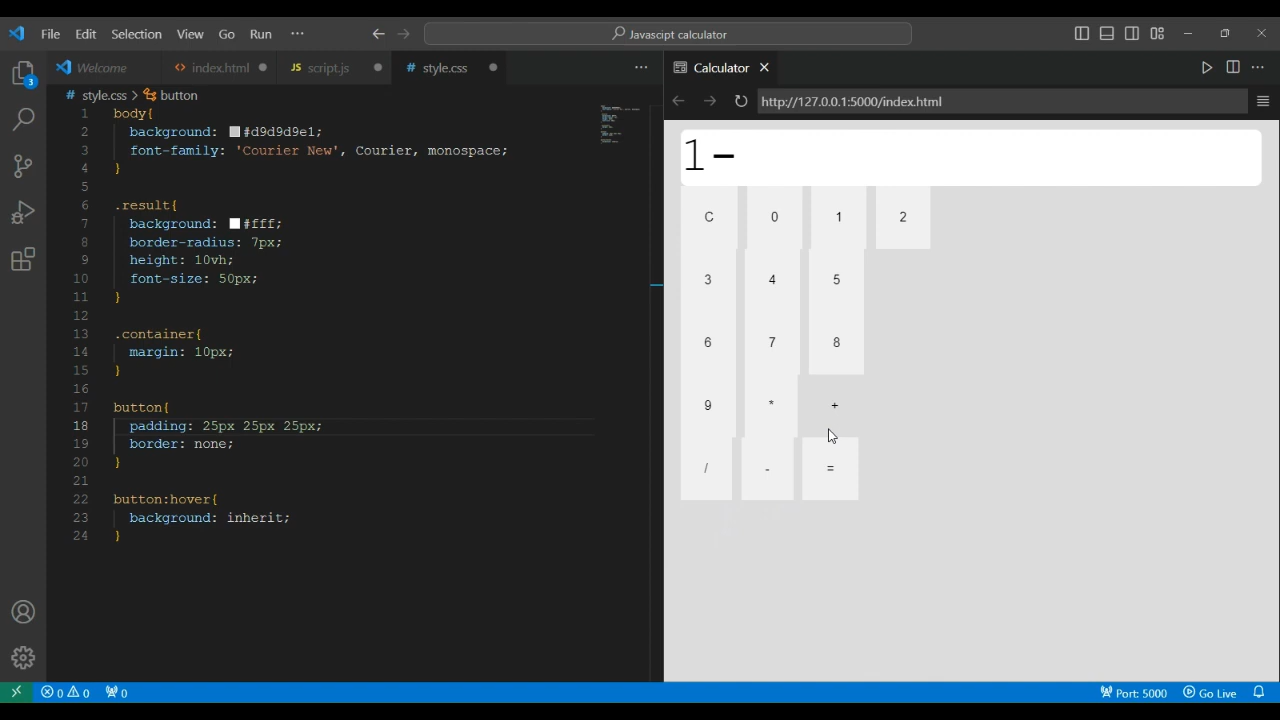 File Edit Selection View Go Run ··· Javascipt calculator
Welcome index.html JS script.js # style.css ··· Calculator
2
# style.css > button
http://127.0.0.1:5000/index.html
1 body{
2 background: #d9d9d9e1;
3 font-family: 'Courier New', Courier, monospace;
4 }
5
6 .result{
7 background: #fff;
8 border-radius: 7px;
9 height: 10vh;
10 font-size: 50px;
11 }
12
13 .container{
14 margin: 10px;
15 }
16
17 button{
18 padding: 25px 25px 25px;
19 border: none;
20 }
21
22 button:hover{
23 background: inherit;
24 }
1-
C 0 1 2
3 4 5
6 7 8
9 * +
/ - =
0 0 0 Port: 5000 Go Live